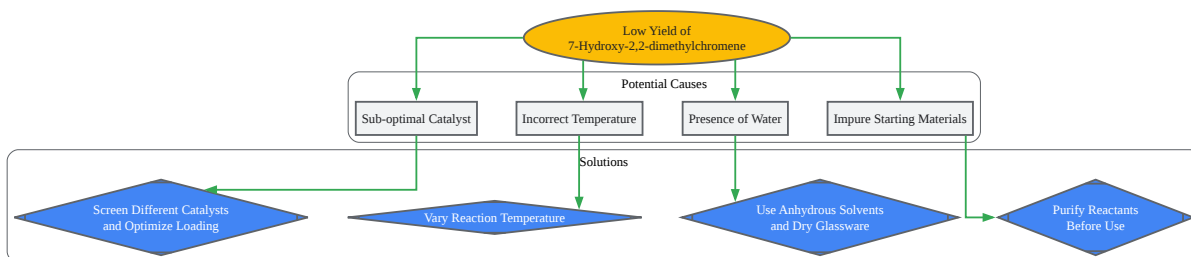 Low Yield of
7-Hydroxy-2,2-dimethylchromene
Potential Causes
Sub-optimal Catalyst
Incorrect Temperature
Presence of Water
Impure Starting Materials
Solutions
Screen Different Catalysts
and Optimize Loading
Vary Reaction Temperature
Use Anhydrous Solvents
and Dry Glassware
Purify Reactants
Before Use